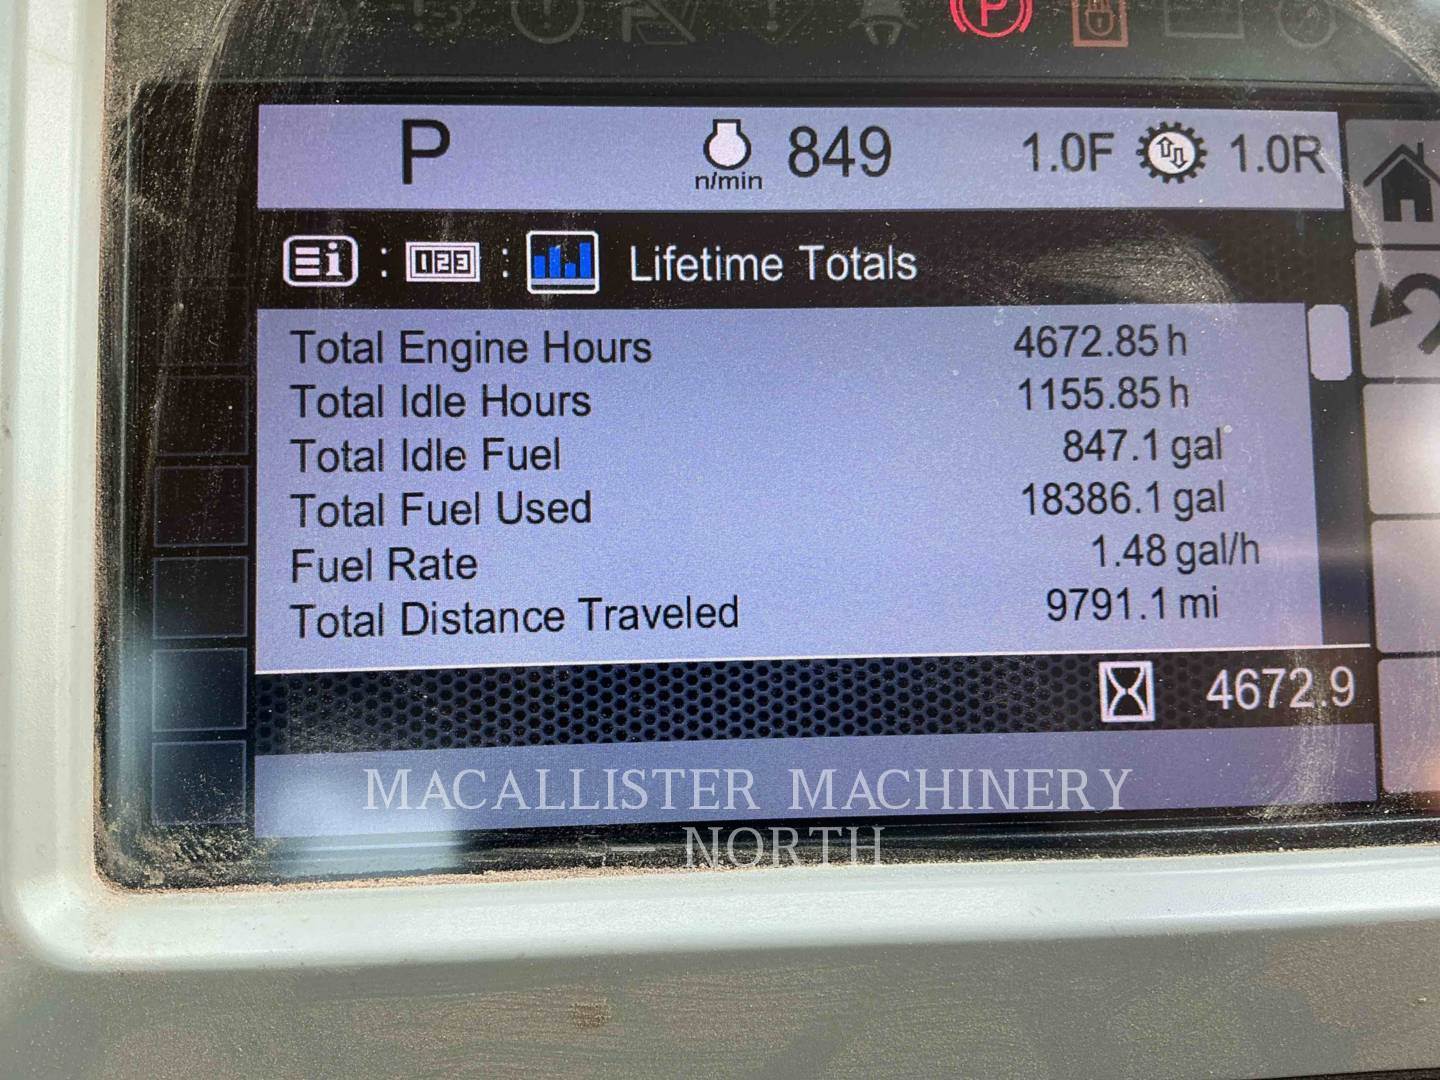 P
P n/min 849 1.0F 1.0R
i : 123 : Lifetime Totals
Total Engine Hours 4672.85 h
Total Idle Hours 1155.85 h
Total Idle Fuel 847.1 gal
Total Fuel Used 18386.1 gal
Fuel Rate 1.48 gal/h
Total Distance Traveled 9791.1 mi
4672.9
MACALLISTER MACHINERY
— NORTH